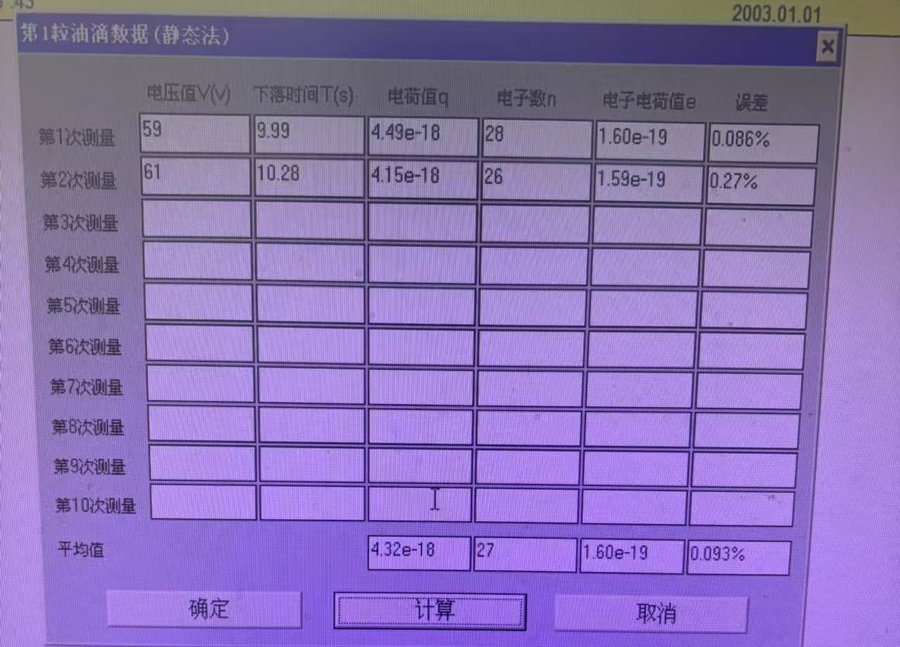 2003.01.01
第1粒油滴数据(静态法)
电压值V(v) 下落时间T(s) 电荷值q 电子数n 电子电荷值e 误差
第1次测量 59 9.99 4.49e-18 28 1.60e-19 0.086%
第2次测量 61 10.28 4.15e-18 26 1.59e-19 0.27%
第3次测量
第4次测量
第5次测量
第6次测量
第7次测量
第8次测量
第9次测量
第10次测量
平均值 4.32e-18 27 1.60e-19 0.093%
确定 计算 取消